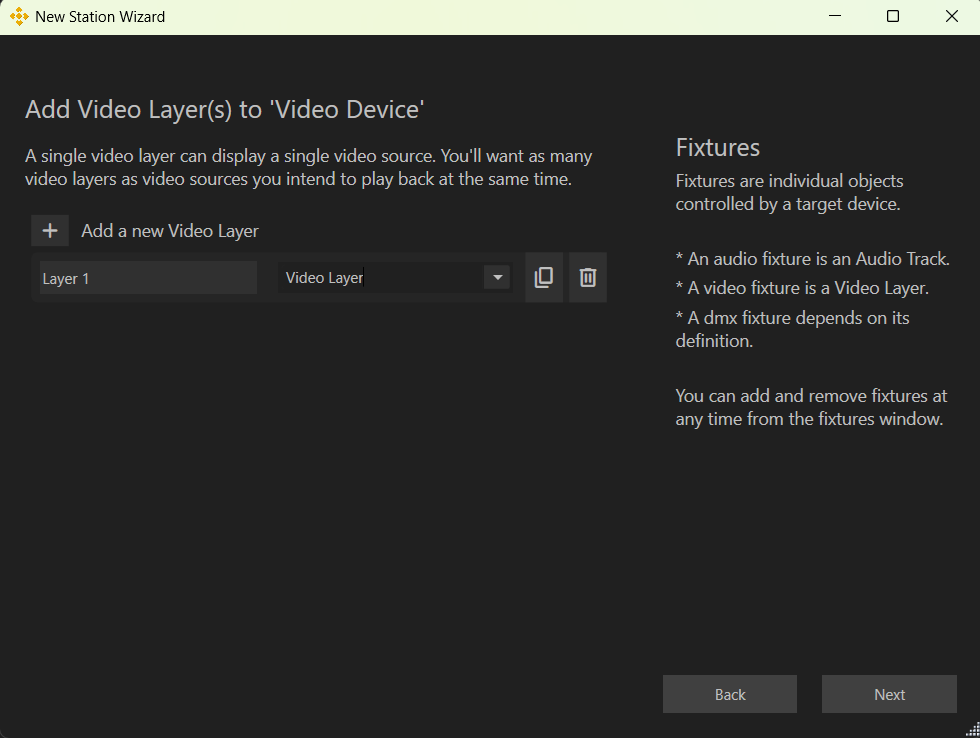 New Station Wizard
Add Video Layer(s) to 'Video Device'
A single video layer can display a single video source. You'll want as many
video layers as video sources you intend to play back at the same time.
Add a new Video Layer
Layer 1
Video Layer
Fixtures
Fixtures are individual objects
controlled by a target device.
* An audio fixture is an Audio Track.
* A video fixture is a Video Layer.
* A dmx fixture depends on its
definition.
You can add and remove fixtures at
any time from the fixtures window.
Back
Next